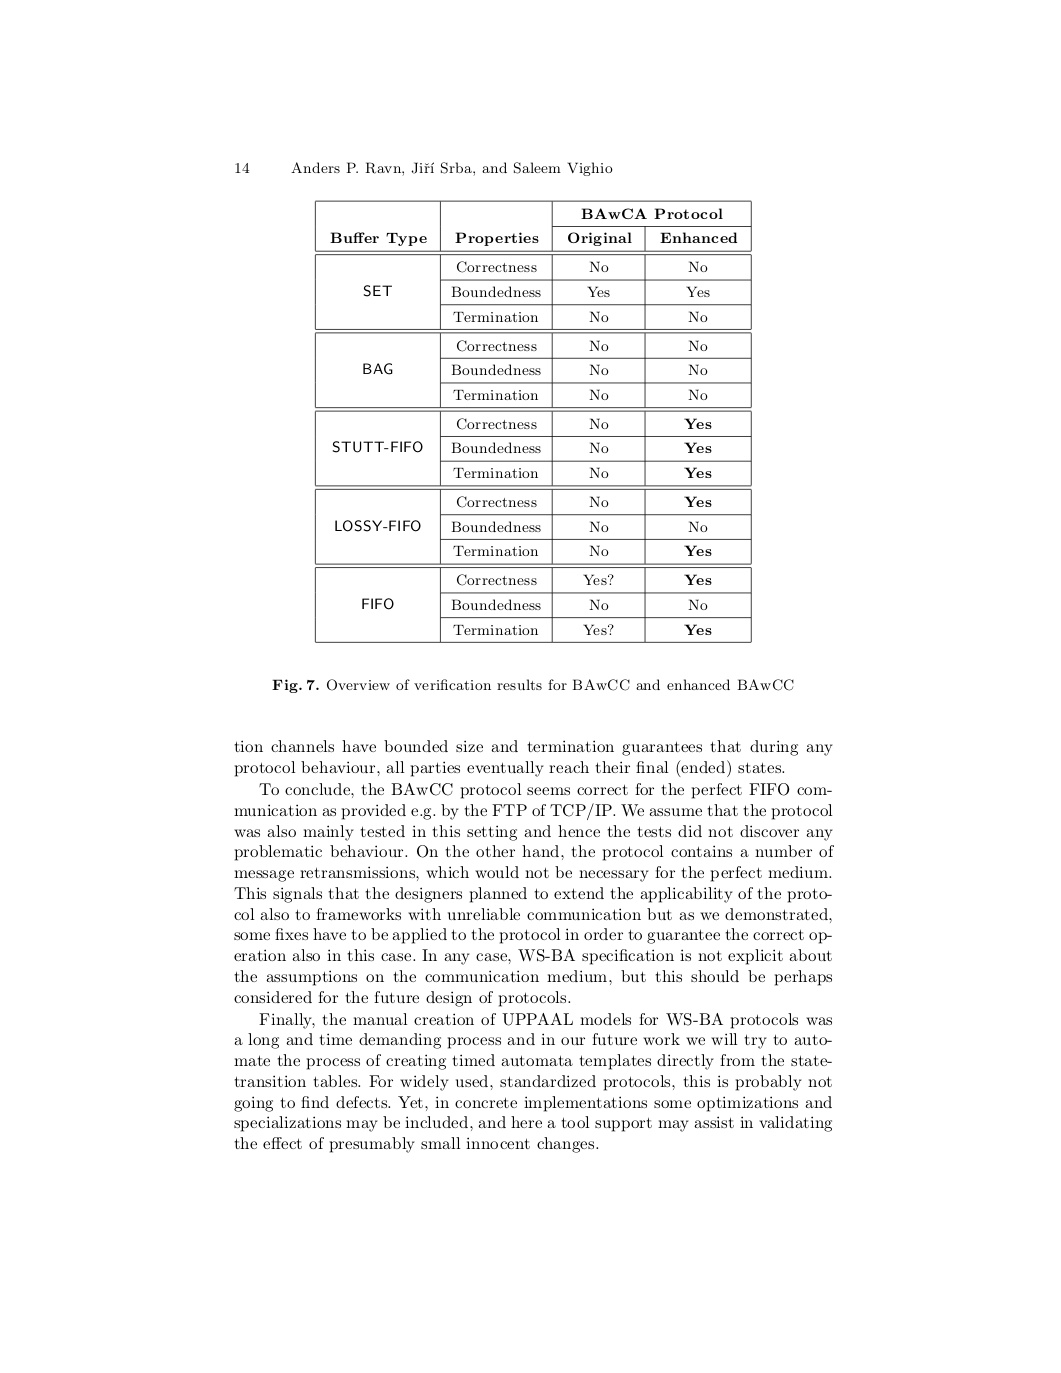 14 Anders P. Ravn, Jiří Srba, and Saleem Vighio
BAwCA Protocol
Buffer Type Properties Original Enhanced
Correctness No No
SET Boundedness Yes Yes
Termination No No
Correctness No No
BAG Boundedness No No
Termination No No
Correctness No Yes
STUTT-FIFO Boundedness No Yes
Termination No Yes
Correctness No Yes
LOSSY-FIFO Boundedness No No
Termination No Yes
Correctness Yes? Yes
FIFO Boundedness No No
Termination Yes? Yes
Fig. 7. Overview of verification results for BAwCC and enhanced BAwCC
tion channels have bounded size and termination guarantees that during any
protocol behaviour, all parties eventually reach their final (ended) states.
To conclude, the BAwCC protocol seems correct for the perfect FIFO com-
munication as provided e.g. by the FTP of TCP/IP. We assume that the protocol
was also mainly tested in this setting and hence the tests did not discover any
problematic behaviour. On the other hand, the protocol contains a number of
message retransmissions, which would not be necessary for the perfect medium.
This signals that the designers planned to extend the applicability of the proto-
col also to frameworks with unreliable communication but as we demonstrated,
some fixes have to be applied to the protocol in order to guarantee the correct op-
eration also in this case. In any case, WS-BA specification is not explicit about
the assumptions on the communication medium, but this should be perhaps
considered for the future design of protocols.
Finally, the manual creation of UPPAAL models for WS-BA protocols was
a long and time demanding process and in our future work we will try to auto-
mate the process of creating timed automata templates directly from the state-
transition tables. For widely used, standardized protocols, this is probably not
going to find defects. Yet, in concrete implementations some optimizations and
specializations may be included, and here a tool support may assist in validating
the effect of presumably small innocent changes.